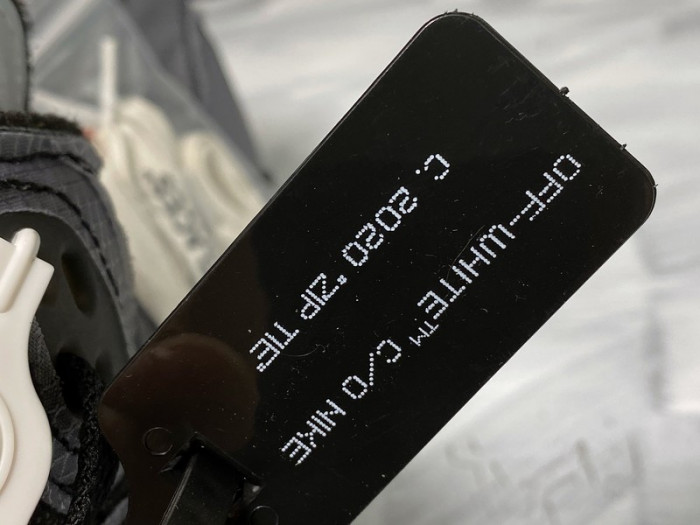 OFF-WHITE™ C/O NIKE
C. 2020 "ZIP TIE"